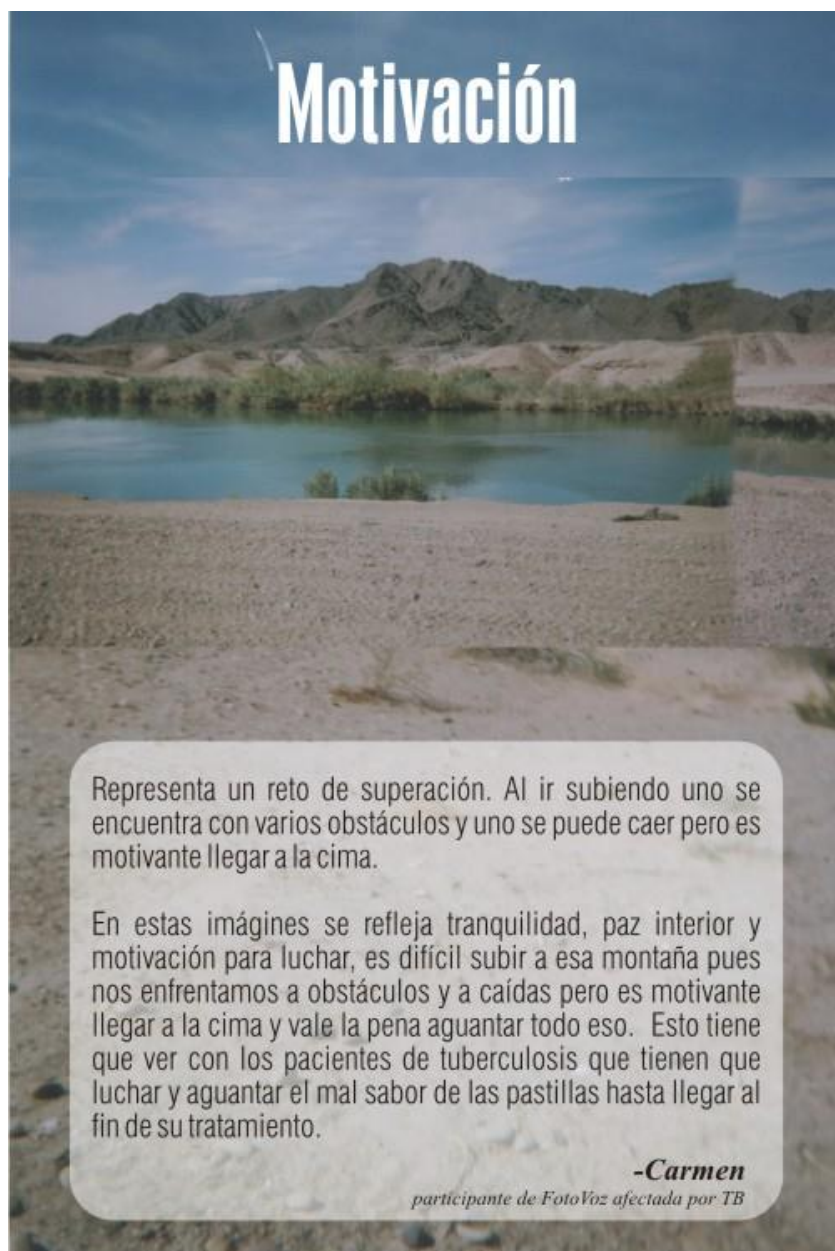 Motivación
Representa un reto de superación. Al ir subiendo uno se
encuentra con varios obstáculos y uno se puede caer pero es
motivante llegar a la cima.
En estas imágines se refleja tranquilidad, paz interior y
motivación para luchar, es difícil subir a esa montaña pues
nos enfrentamos a obstáculos y a caídas pero es motivante
llegar a la cima y vale la pena aguantar todo eso. Esto tiene
que ver con los pacientes de tuberculosis que tienen que
luchar y aguantar el mal sabor de las pastillas hasta llegar al
fin de su tratamiento.
-Carmen
participante de FotoVoz afectada por TB